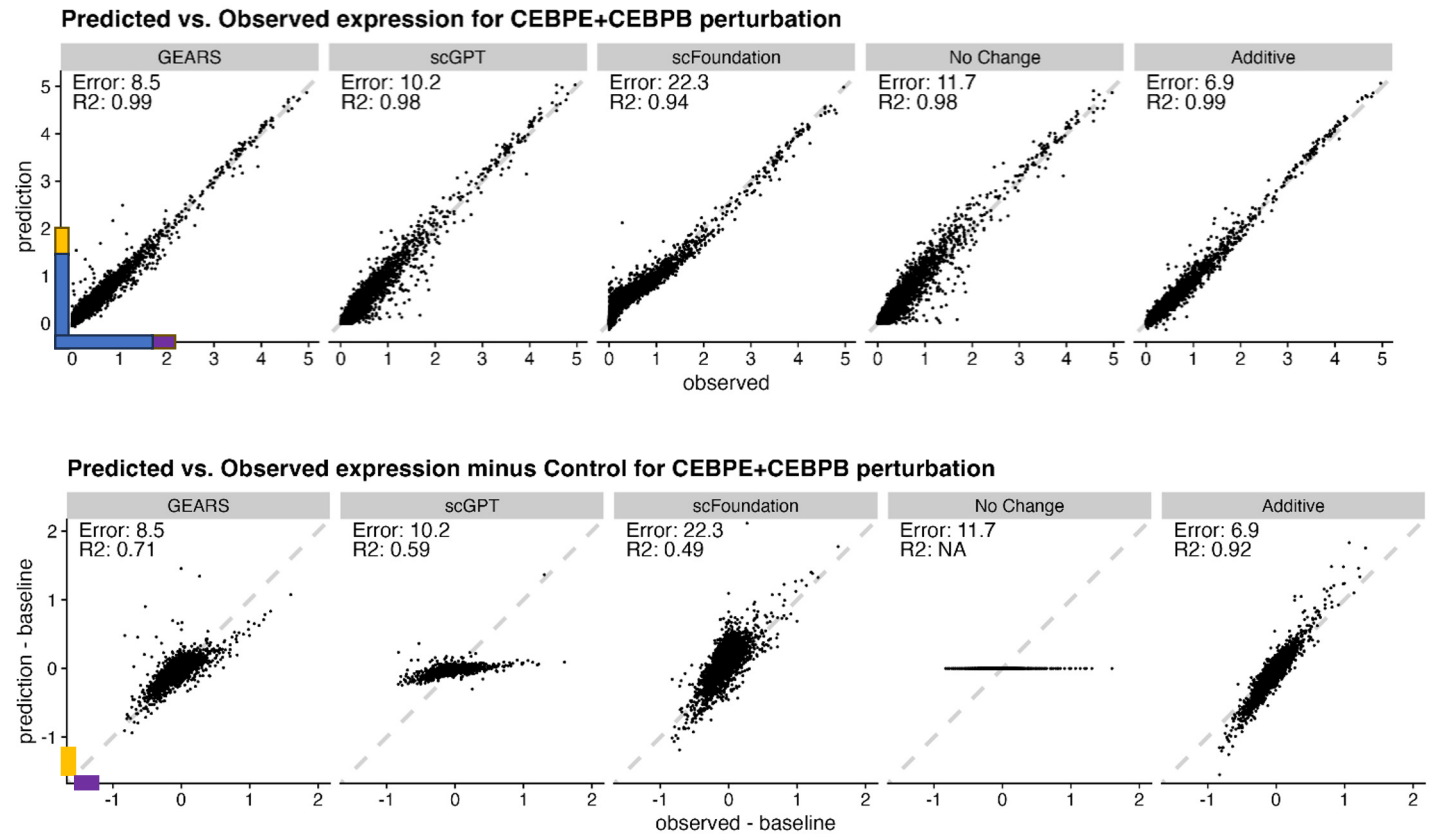 Predicted vs. Observed expression for CEBPE+CEBPB perturbation
GEARS scGPT scFoundation No Change Additive
Error: 8.5 Error: 10.2 Error: 22.3 Error: 11.7 Error: 6.9
R2: 0.99 R2: 0.98 R2: 0.94 R2: 0.98 R2: 0.99
5
4
3
2
1
0
prediction
0 1 2 3 4 5 0 1 2 3 4 5 0 1 2 3 4 5 0 1 2 3 4 5 0 1 2 3 4 5
observed
Predicted vs. Observed expression minus Control for CEBPE+CEBPB perturbation
GEARS scGPT scFoundation No Change Additive
Error: 8.5 Error: 10.2 Error: 22.3 Error: 11.7 Error: 6.9
R2: 0.71 R2: 0.59 R2: 0.49 R2: NA R2: 0.92
2
1
0
-1
prediction - baseline
-1 0 1 2 -1 0 1 2 -1 0 1 2 -1 0 1 2 -1 0 1 2
observed - baseline